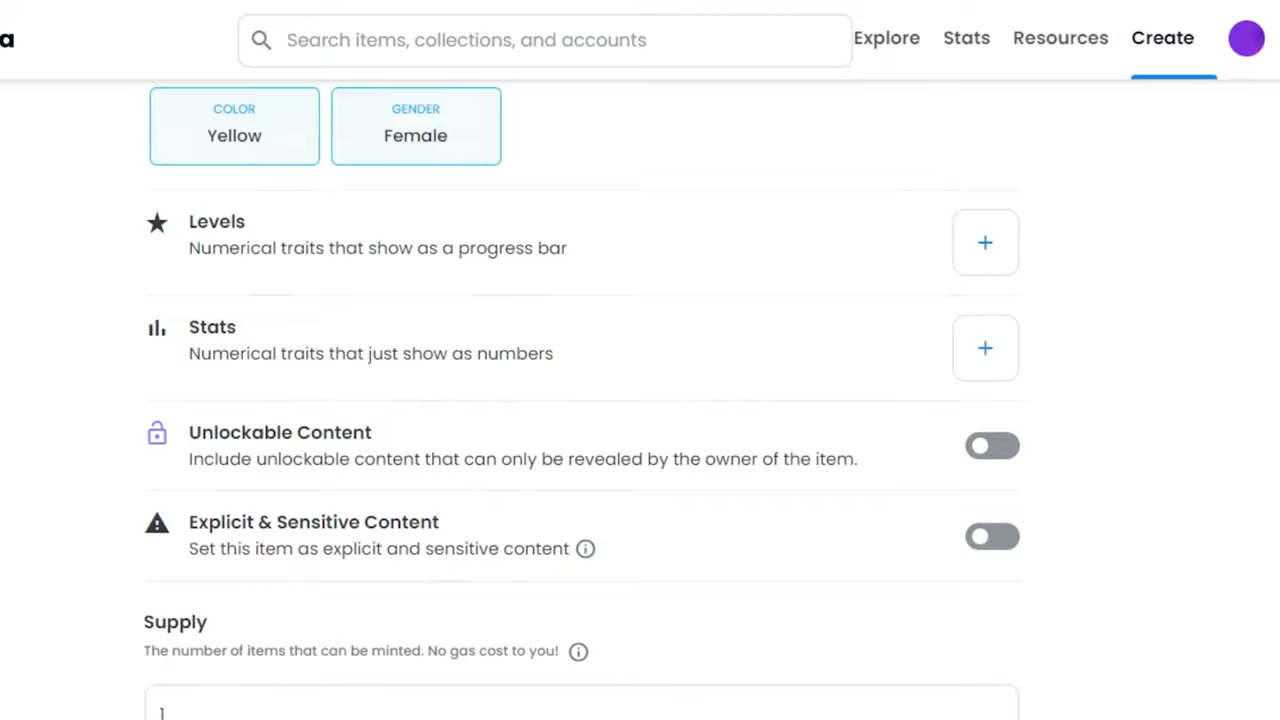 a
Search items, collections, and accounts
Explore
Stats
Resources
Create
COLOR
Yellow
GENDER
Female
Levels
Numerical traits that show as a progress bar
+
Stats
Numerical traits that just show as numbers
+
Unlockable Content
Include unlockable content that can only be revealed by the owner of the item.
Explicit & Sensitive Content
Set this item as explicit and sensitive content
Supply
The number of items that can be minted. No gas cost to you!
1